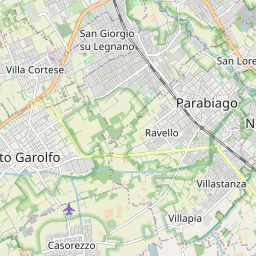 San Giorgio
su Legnano
San Lore
Villa Cortese
Parabiago
Ravello
N
to Garolfo
Villastanza
Villapia
Casorezzo